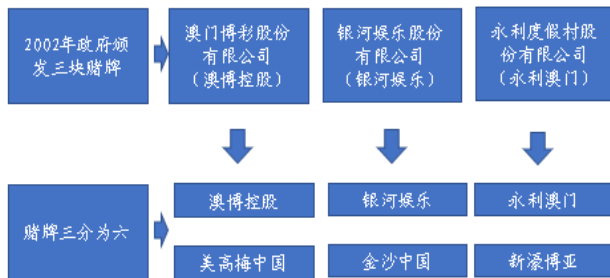 2002年政府颁
发三块赌牌
澳门博彩股份
有限公司
（澳博控股）
银河娱乐股份
有限公司
（银河娱乐）
永利度假村股
份有限公司
（永利澳门）
赌牌三分为六
澳博控股
银河娱乐
永利澳门
美高梅中国
金沙中国
新濠博亚